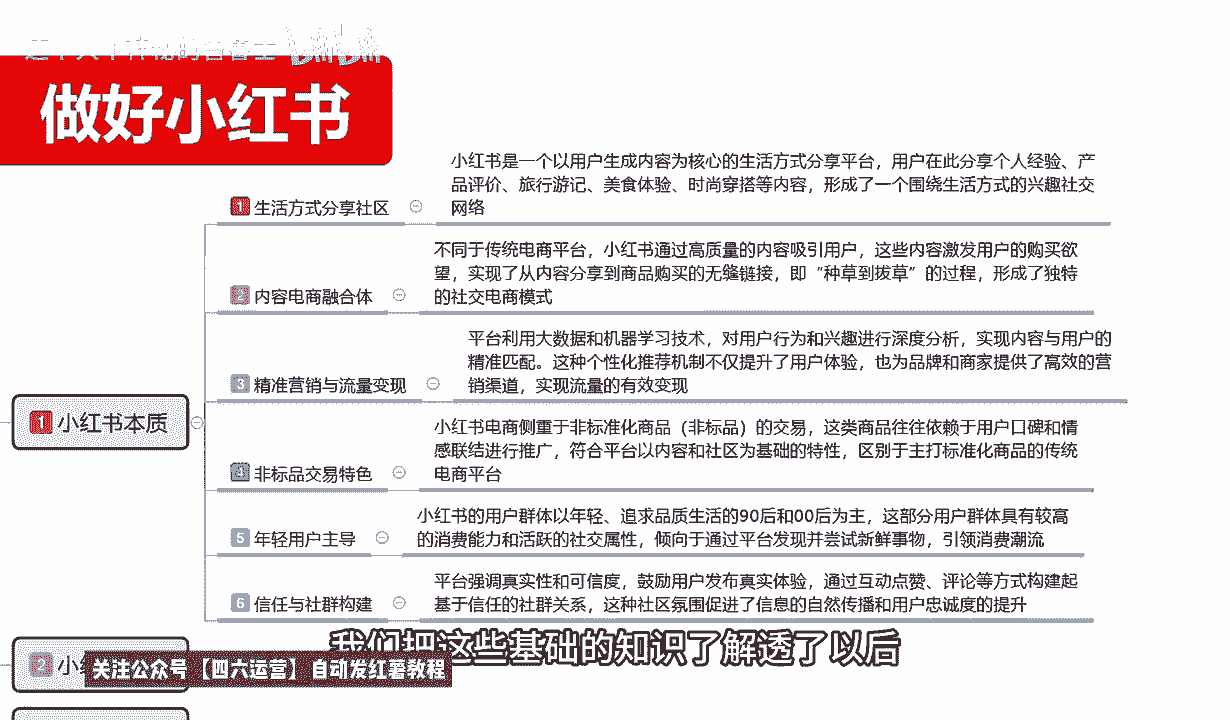 做好小红书
小红书是一个以用户生成内容为核心的生活方式分享平台，用户在此分享个人经验、产
品评价、旅行游记、美食体验、时尚穿搭等内容，形成了一个围绕生活方式的兴趣社交
1 生活方式分享社区
网络
不同于传统电商平台，小红书通过高质量的内容吸引用户，这些内容激发用户的购买欲
望，实现了从内容分享到商品购买的无缝链接，即“种草到拔草”的过程，形成了独特
2 内容电商融合体
的社交电商模式
平台利用大数据和机器学习技术，对用户行为和兴趣进行深度分析，实现内容与用户的
精准匹配。这种个性化推荐机制不仅提升了用户体验，也为品牌和商家提供了高效的营
3 精准营销与流量变现
销渠道，实现流量的有效变现
1 小红书本质
小红书电商侧重于非标准化商品（非标品）的交易，这类商品往往依赖于用户口碑和情
感联结进行推广，符合平台以内容和社区为基础的特性，区别于主打标准化商品的传统
4 非标品交易特色
电商平台
小红书的用户群体以年轻、追求品质生活的90后和00后为主，这部分用户群体具有较高
5 年轻用户主导
的消费能力和活跃的社交属性，倾向于通过平台发现并尝试新鲜事物，引领消费潮流
平台强调真实性和可信度，鼓励用户发布真实体验，通过互动点赞、评论等方式构建起
6 信任与社群构建
基于信任的社群关系，这种社区氛围促进了信息的自然传播和用户忠诚度的提升
我们把这些基础的知识了解透了以后
2 小
关注公众号【四六运营】自动发红薯教程